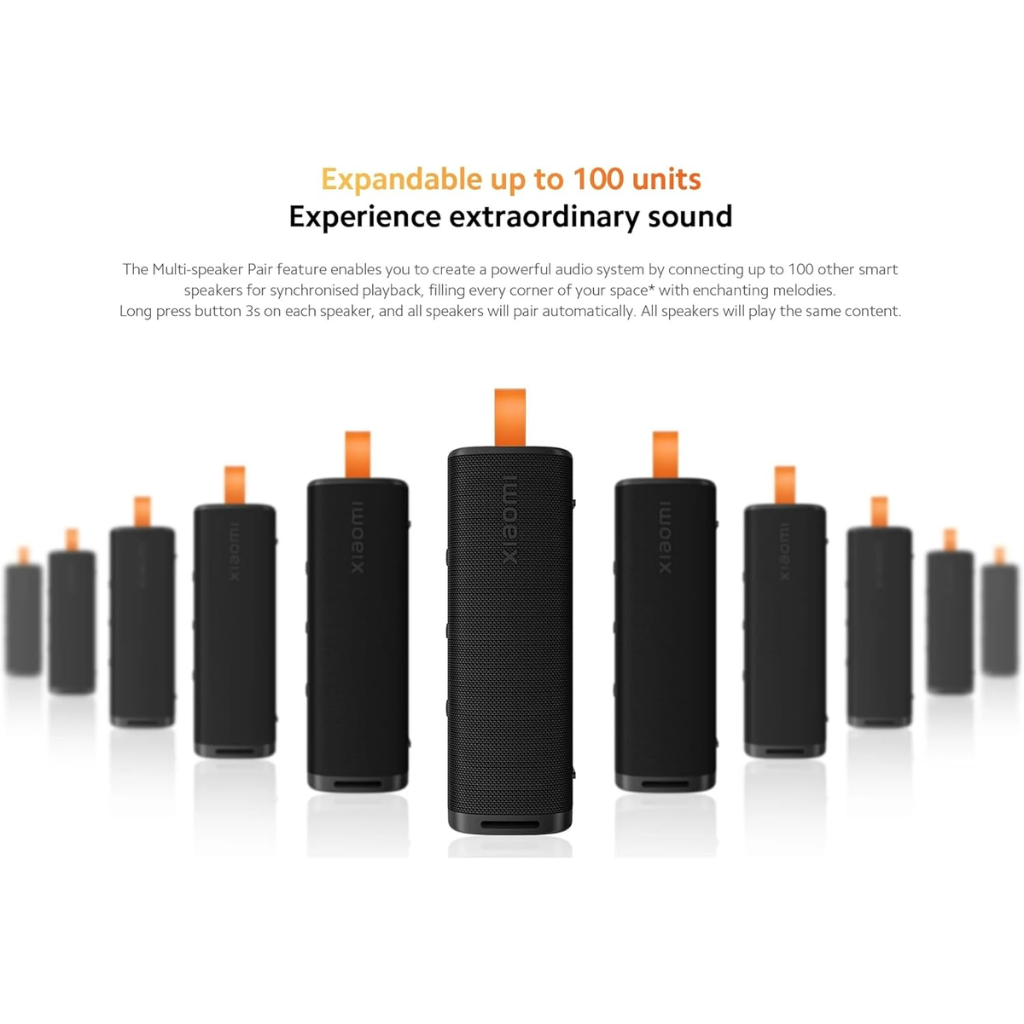 Expandable up to 100 units
Experience extraordinary sound
The Multi-speaker Pair feature enables you to create a powerful audio system by connecting up to 100 other smart
speakers for synchronised playback, filling every corner of your space* with enchanting melodies.
Long press button 3s on each speaker, and all speakers will pair automatically. All speakers will play the same content.
xiaomi
xiaomi
xiaomi
xiaomi
xiaomi